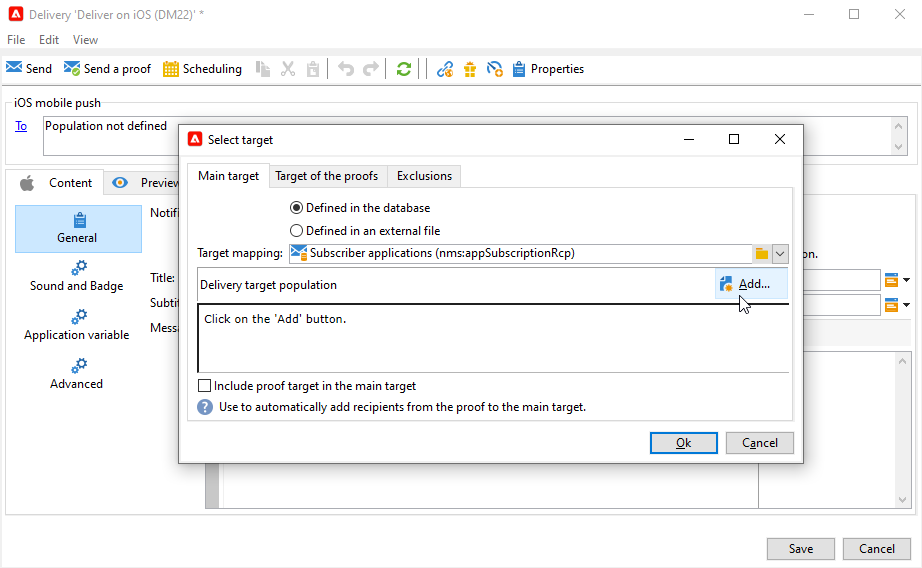 Delivery 'Deliver on iOS (DM22)' *
File Edit View
Send Send a proof Scheduling Properties
iOS mobile push
To Population not defined
Select target
Main target Target of the proofs Exclusions
Defined in the database
Defined in an external file
Target mapping: Subscriber applications (nms:appSubscriptionRcp)
Delivery target population Add...
Click on the 'Add' button.
Include proof target in the main target
Use to automatically add recipients from the proof to the main target.
Ok Cancel
Content Preview
General
Sound and Badge
Application variable
Advanced
Notifi
Title:
Subtit
Messa
on.
Save Cancel